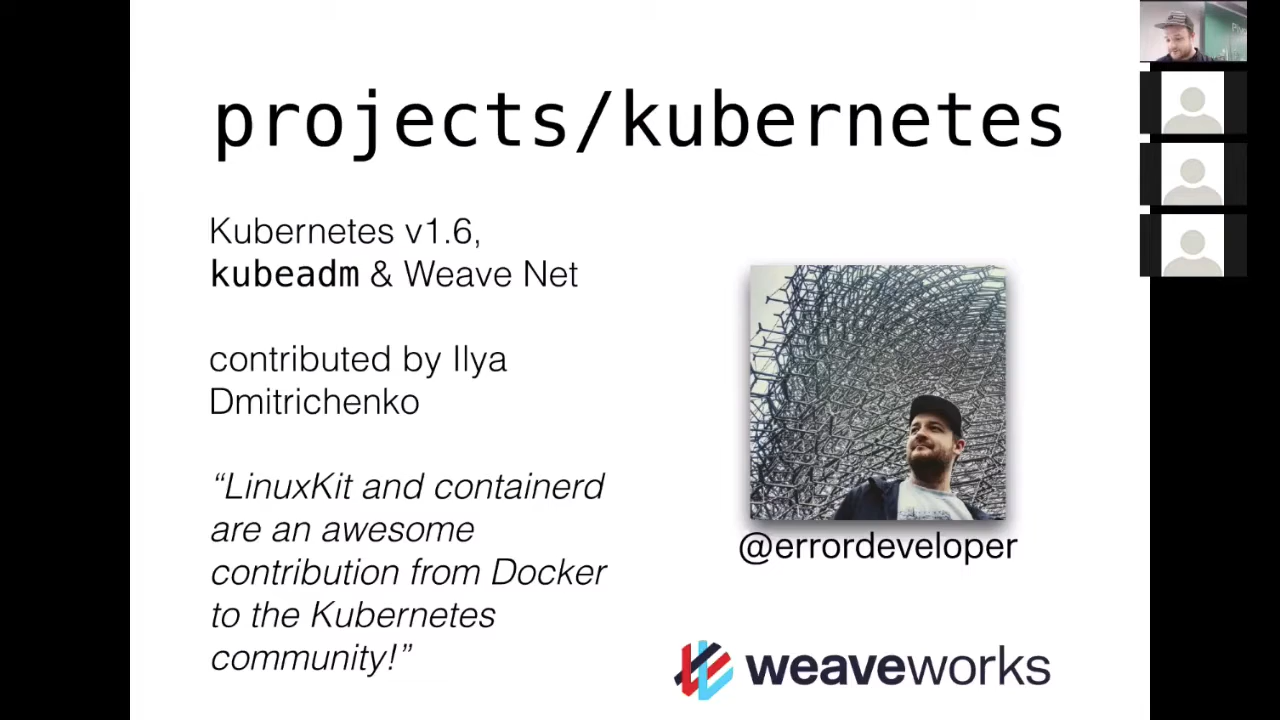 projects/kubernetes
Kubernetes v1.6,
kubeadm & Weave Net
contributed by Ilya
Dmitrichenko
“LinuxKit and containerd
are an awesome
contribution from Docker
to the Kubernetes
community!”
@errordeveloper
weaveworks